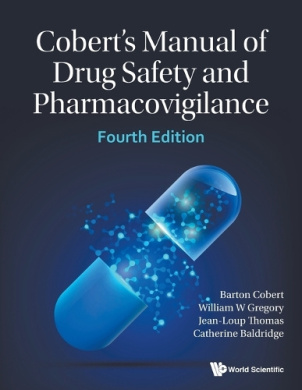 Cobert's Manual of
Drug Safety and
Pharmacovigilance
Fourth Edition
Barton Cobert
William W Gregory
Jean-Loup Thomas
Catherine Baldridge
World Scientific